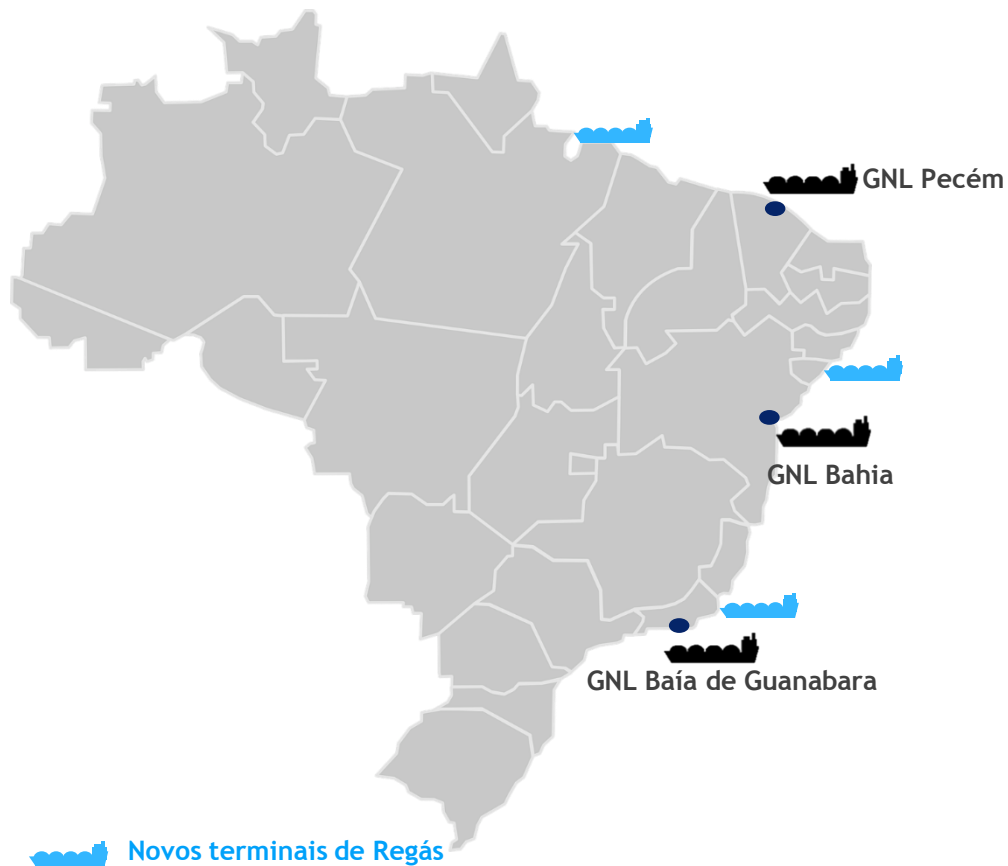 GNL Pecém
GNL Bahia
GNL Baía de Guanabara
Novos terminais de Regás